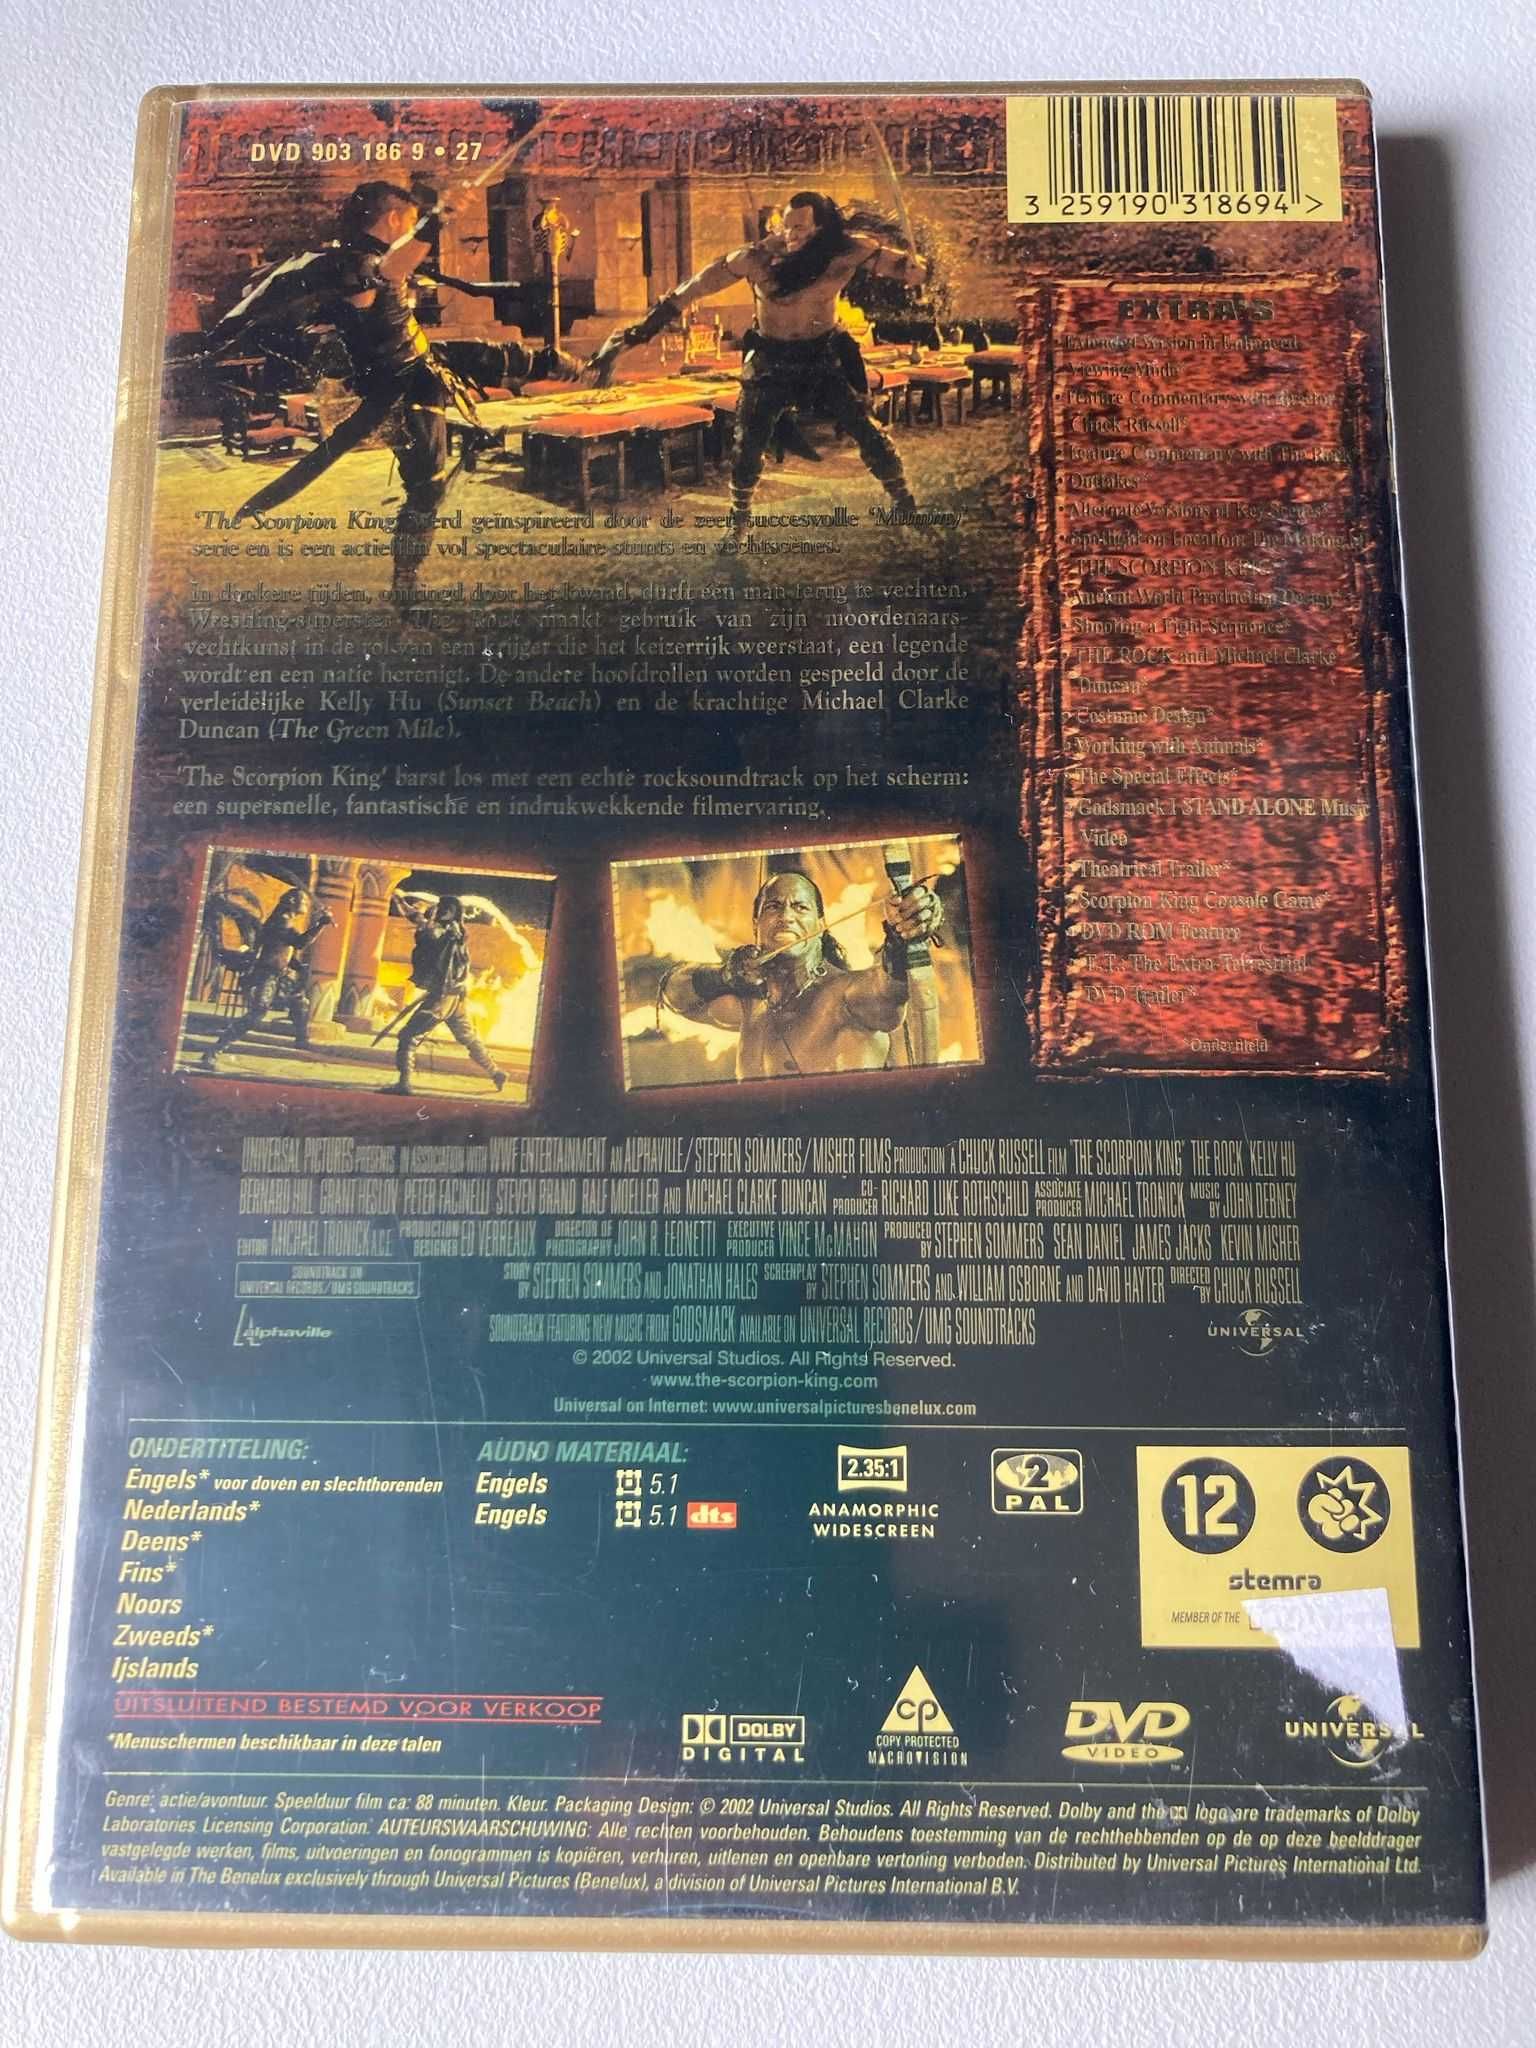 DVD 903 186 9 • 27
3 259190 318694 >
'The Scorpion King' werd geïnspireerd door de zeer succesvolle 'Mummy'
serie en is een actiefilm vol spectaculaire stunts en vechtscènes.
In donkere tijden, omringd door het kwaad, durft één man terug te vechten.
Wrestling-superster The Rock maakt gebruik van zijn moordenaars-
vechtkunst in de rol van een krijger die het keizerrijk weerstaat, een legende
wordt en een natie herenigt. De andere hoofdrollen worden gespeeld door de
verleidelijke Kelly Hu (Sunset Beach) en de krachtige Michael Clarke
Duncan (The Green Mile).
'The Scorpion King' barst los met een echte rocksoundtrack op het scherm:
een supersnelle, fantastische en indrukwekkende filmervaring.
EXTRA'S
• Extended Version in Enhanced
Viewing Mode
• Feature Commentary with Director
Chuck Russell*
• Feature Commentary with The Rock*
• Outtakes*
• Alternate Versions of Key Scenes*
• Spotlight on Location: The Making of
THE SCORPION KING*
• Ancient World Production Design*
• Shooting a Fight Sequence*
• THE ROCK and Michael Clarke
Duncan*
• Costume Design*
• Working with Animals*
• The Special Effects*
• Godsmack I STAND ALONE Music
Video
• Theatrical Trailer*
• Scorpion King Console Game*
• DVD ROM Feature
• E.T.: The Extra-Terrestrial
DVD Trailer*
*Ondertiteld
UNIVERSAL PICTURES PRESENTS IN ASSOCIATION WITH WWF ENTERTAINMENT AN ALPHAVILLE/STEPHEN SOMMERS/MISHER FILMS PRODUCTION A CHUCK RUSSELL FILM "THE SCORPION KING" THE ROCK KELLY HU
BERNARD HILL GRANT HESLOV PETER FACINELLI STEVEN BRAND RALF MOELLER AND MICHAEL CLARKE DUNCAN CO-PRODUCER RICHARD LUKE ROTHSCHILD ASSOCIATE PRODUCER MICHAEL TRONICK MUSIC BY JOHN DEBNEY
EDITOR MICHAEL TRONICK A.C.E. PRODUCTION DESIGNER ED VERREAUX DIRECTOR OF PHOTOGRAPHY JOHN R. LEONETTI EXECUTIVE PRODUCER VINCE McMAHON PRODUCED BY STEPHEN SOMMERS SEAN DANIEL JAMES JACKS KEVIN MISHER
SOUNDTRACK ON
UNIVERSAL RECORDS/UMG SOUNDTRACKS
STORY BY STEPHEN SOMMERS AND JONATHAN HALES SCREENPLAY BY STEPHEN SOMMERS AND WILLIAM OSBORNE AND DAVID HAYTER DIRECTED BY CHUCK RUSSELL
alphaville
SOUNDTRACK FEATURING NEW MUSIC FROM GODSMACK AVAILABLE ON UNIVERSAL RECORDS/UMG SOUNDTRACKS
UNIVERSAL
© 2002 Universal Studios. All Rights Reserved.
www.the-scorpion-king.com
Universal on Internet: www.universalpicturesbenelux.com
ONDERTITELING:
Engels* voor doven en slechthorenden
Nederlands*
Deens*
Fins*
Noors
Zweeds*
Ijslands
AUDIO MATERIAAL:
Engels 5.1
Engels 5.1 dts
2.35:1
ANAMORPHIC
WIDESCREEN
2
PAL
12
stemra
MEMBER OF THE
UITSLUITEND BESTEMD VOOR VERKOOP
*Menuschermen beschikbaar in deze talen
DOLBY
DIGITAL
CP
COPY PROTECTED
MACROVISION
DVD
VIDEO
UNIVERSAL
Genre: actie/avontuur. Speelduur film ca: 88 minuten. Kleur. Packaging Design: © 2002 Universal Studios. All Rights Reserved. Dolby and the logo are trademarks of Dolby
Laboratories Licensing Corporation. AUTEURSWAARSCHUWING: Alle rechten voorbehouden. Behoudens toestemming van de rechthebbenden op de op deze beelddrager
vastgelegde werken, films, uitvoeringen en fonogrammen is kopiëren, verhuren, uitlenen en openbare vertoning verboden. Distributed by Universal Pictures International Ltd.
Available in The Benelux exclusively through Universal Pictures (Benelux), a division of Universal Pictures International B.V.